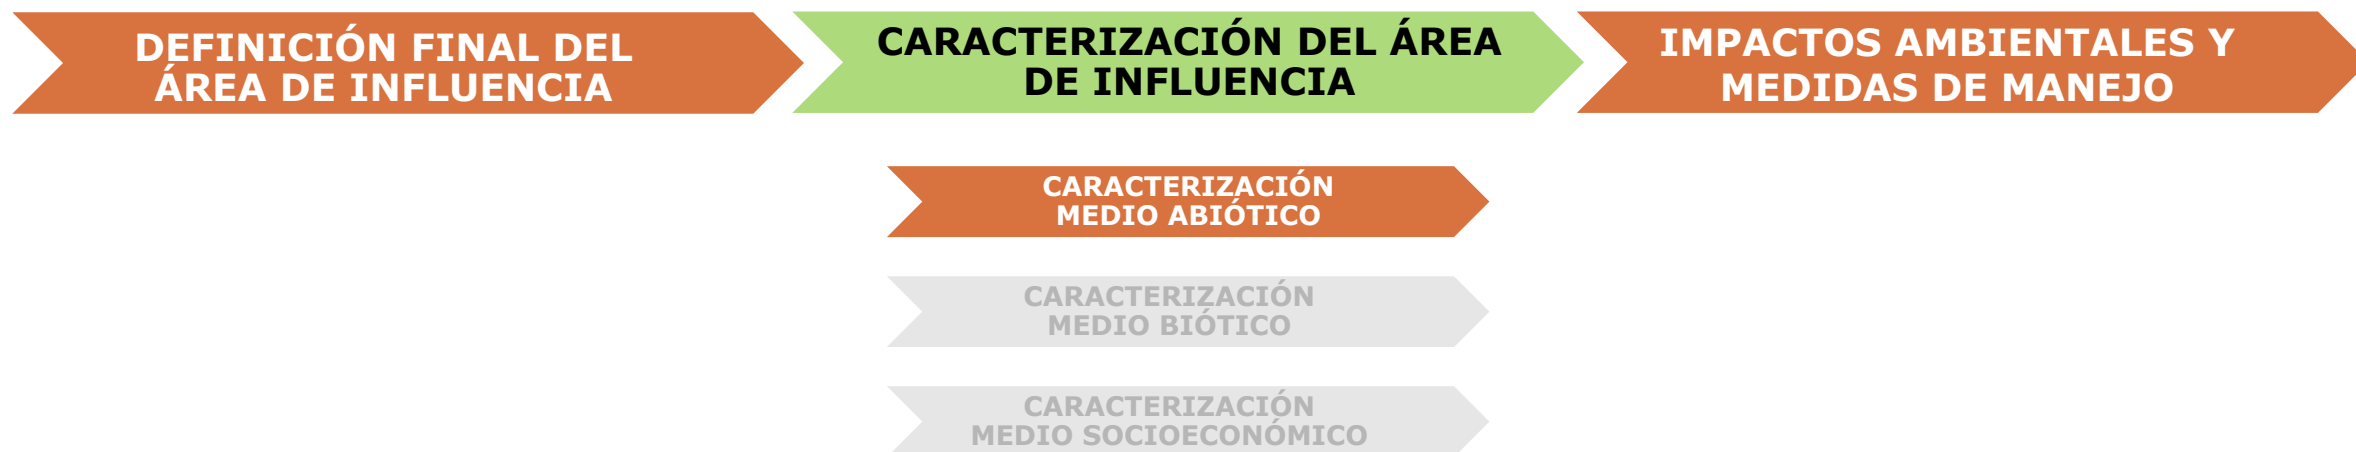 DEFINICIÓN FINAL DEL
ÁREA DE INFLUENCIA
CARACTERIZACIÓN DEL ÁREA
DE INFLUENCIA
IMPACTOS AMBIENTALES Y
MEDIDAS DE MANEJO
CARACTERIZACIÓN
MEDIO ABIÓTICO
CARACTERIZACIÓN
MEDIO BIÓTICO
CARACTERIZACIÓN
MEDIO SOCIOECONÓMICO